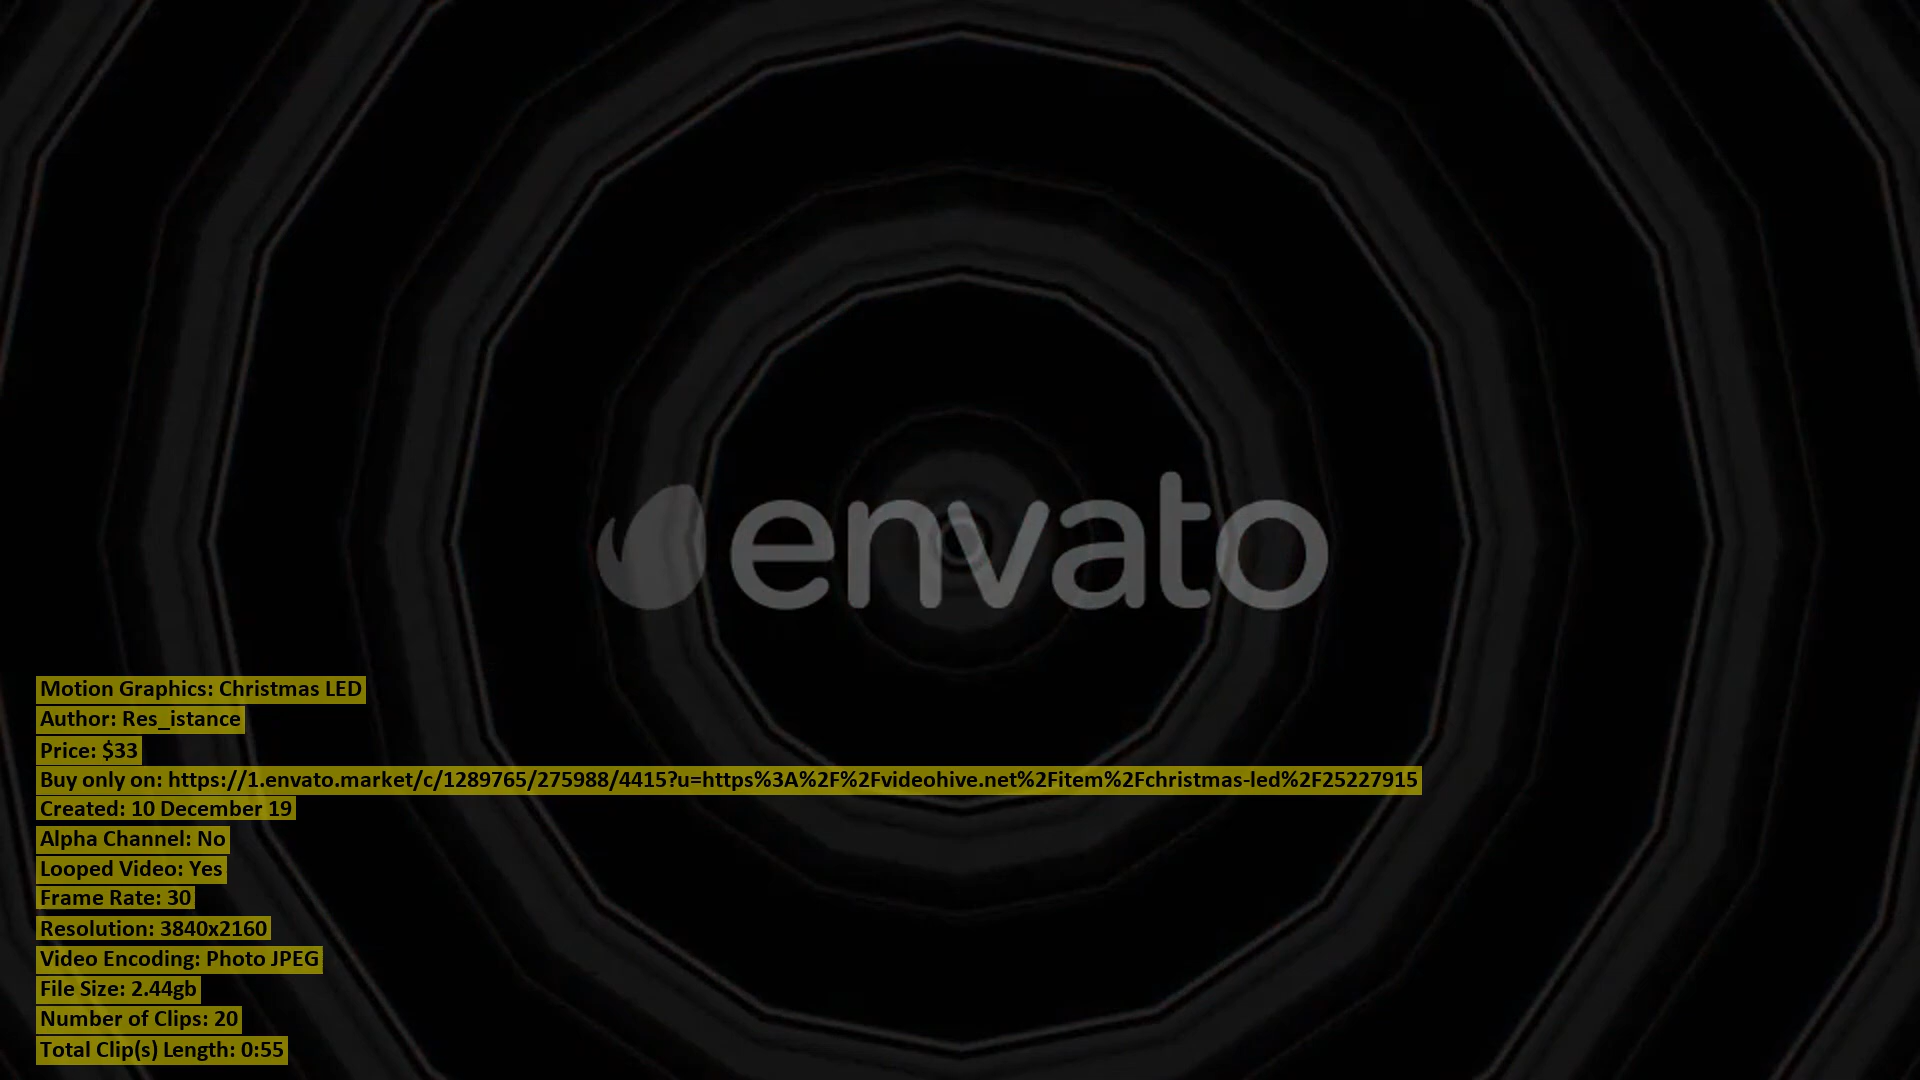 envato
Motion Graphics: Christmas LED
Author: Res_istance
Price: $33
Buy only on: https://1.envato.market/c/1289765/275988/4415?u=https%3A%2F%2Fvideohive.net%2Fitem%2Fchristmas-led%2F25227915
Created: 10 December 19
Alpha Channel: No
Looped Video: Yes
Frame Rate: 30
Resolution: 3840x2160
Video Encoding: Photo JPEG
File Size: 2.44gb
Number of Clips: 20
Total Clip(s) Length: 0:55